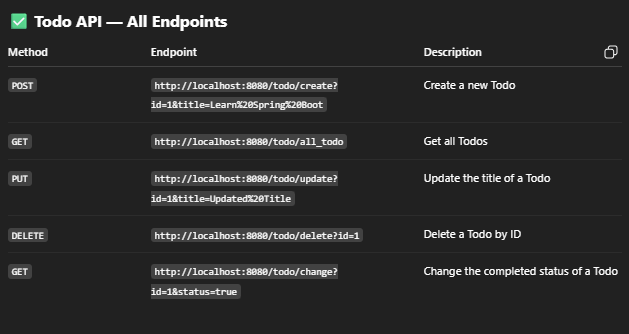 ✅ Todo API — All Endpoints
Method Endpoint Description
POST http://localhost:8080/todo/create? Create a new Todo
id=1&title=Learn%20Spring%20Boot
GET http://localhost:8080/todo/all_todo Get all Todos
PUT http://localhost:8080/todo/update? Update the title of a Todo
id=1&title=Updated%20Title
DELETE http://localhost:8080/todo/delete?id=1 Delete a Todo by ID
GET http://localhost:8080/todo/change? Change the completed status of a Todo
id=1&status=true